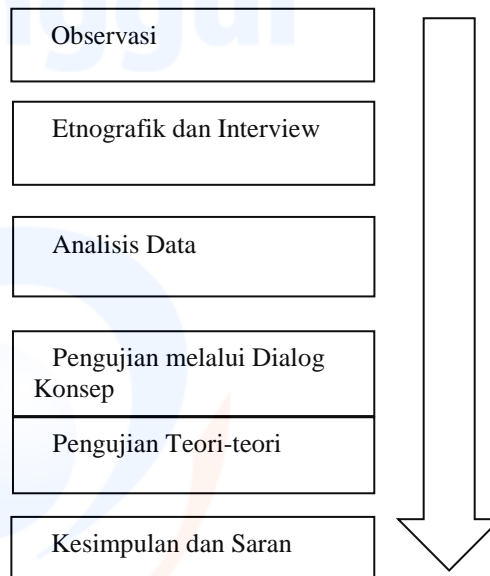 Observasi
Etnografik dan Interview
Analisis Data
Pengujian melalui Dialog
Konsep
Pengujian Teori-teori
Kesimpulan dan Saran